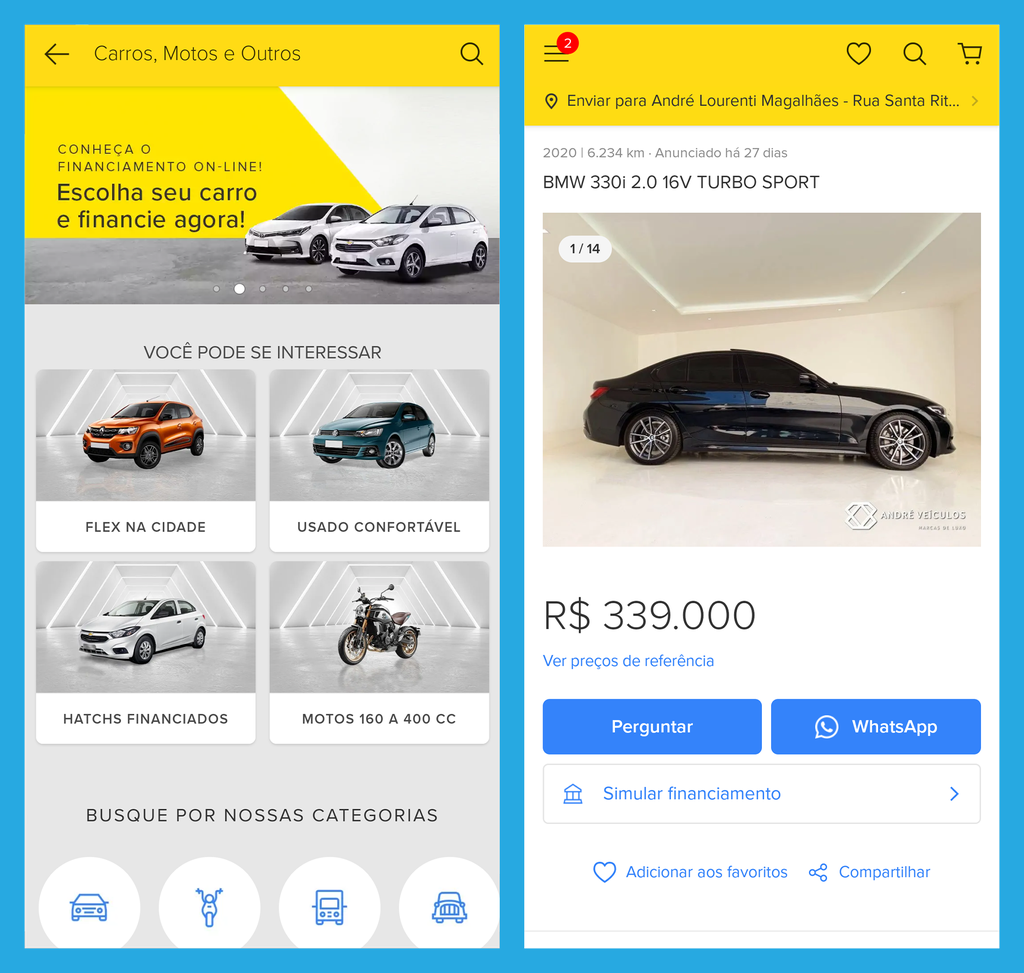 Carros, Motos e Outros
CONHEÇA O
FINANCIAMENTO ON-LINE!
Escolha seu carro
e financie agora!
VOCÊ PODE SE INTERESSAR
FLEX NA CIDADE
USADO CONFORTÁVEL
HATCHS FINANCIADOS
MOTOS 160 A 400 CC
BUSQUE POR NOSSAS CATEGORIAS
2
Enviar para André Lourenti Magalhães - Rua Santa Rit...
2020 | 6.234 km · Anunciado há 27 dias
BMW 330i 2.0 16V TURBO SPORT
1 / 14
ANDRÉ VEÍCULOS
MARCAS DE LUXO
R$ 339.000
Ver preços de referência
Perguntar
WhatsApp
Simular financiamento
Adicionar aos favoritos
Compartilhar